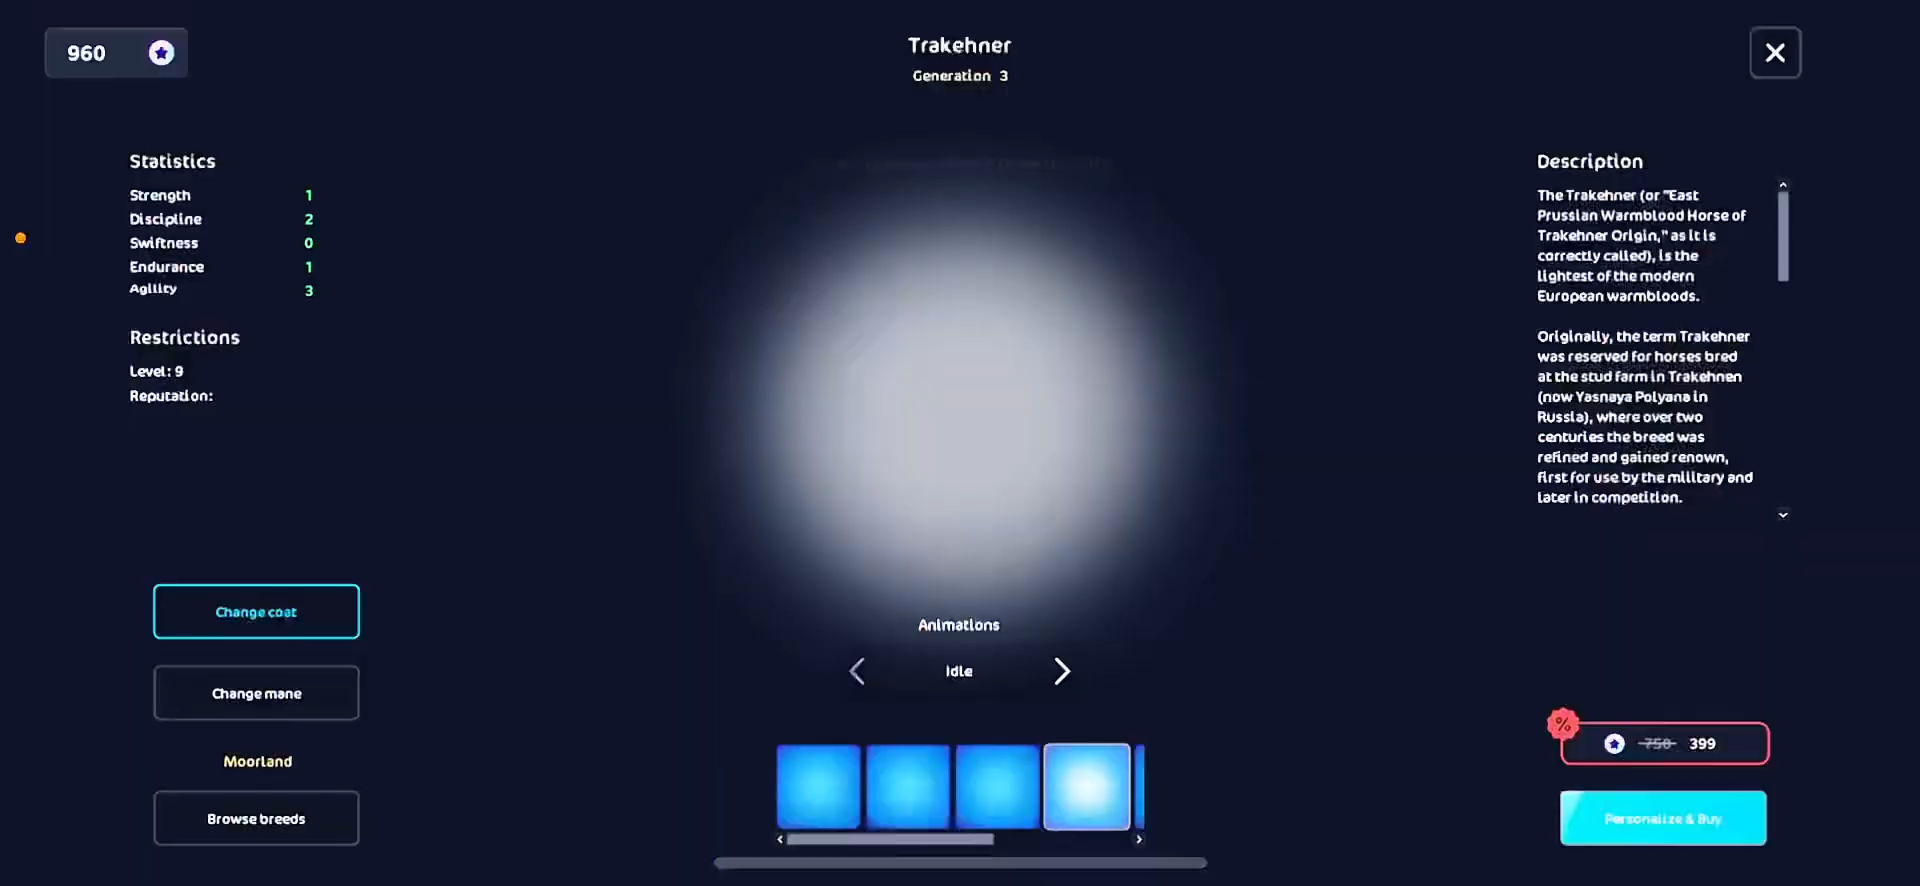 960
Trakehner
Generation 3
Statistics
Strength 1
Discipline 2
Swiftness 0
Endurance 1
Agility 3
Restrictions
Level: 9
Reputation:
Change coat
Change mane
Moorland
Browse breeds
Animations
Idle
Description
The Trakehner (or "East
Prussian Warmblood Horse of
Trakehner Origin," as it is
correctly called), is the
lightest of the modern
European warmbloods.
Originally, the term Trakehner
was reserved for horses bred
at the stud farm in Trakehnen
(now Yasnaya Polyana in
Russia), where over two
centuries the breed was
refined and gained renown,
first for use by the military and
later in competition.
%
750 399
Personalize & Buy